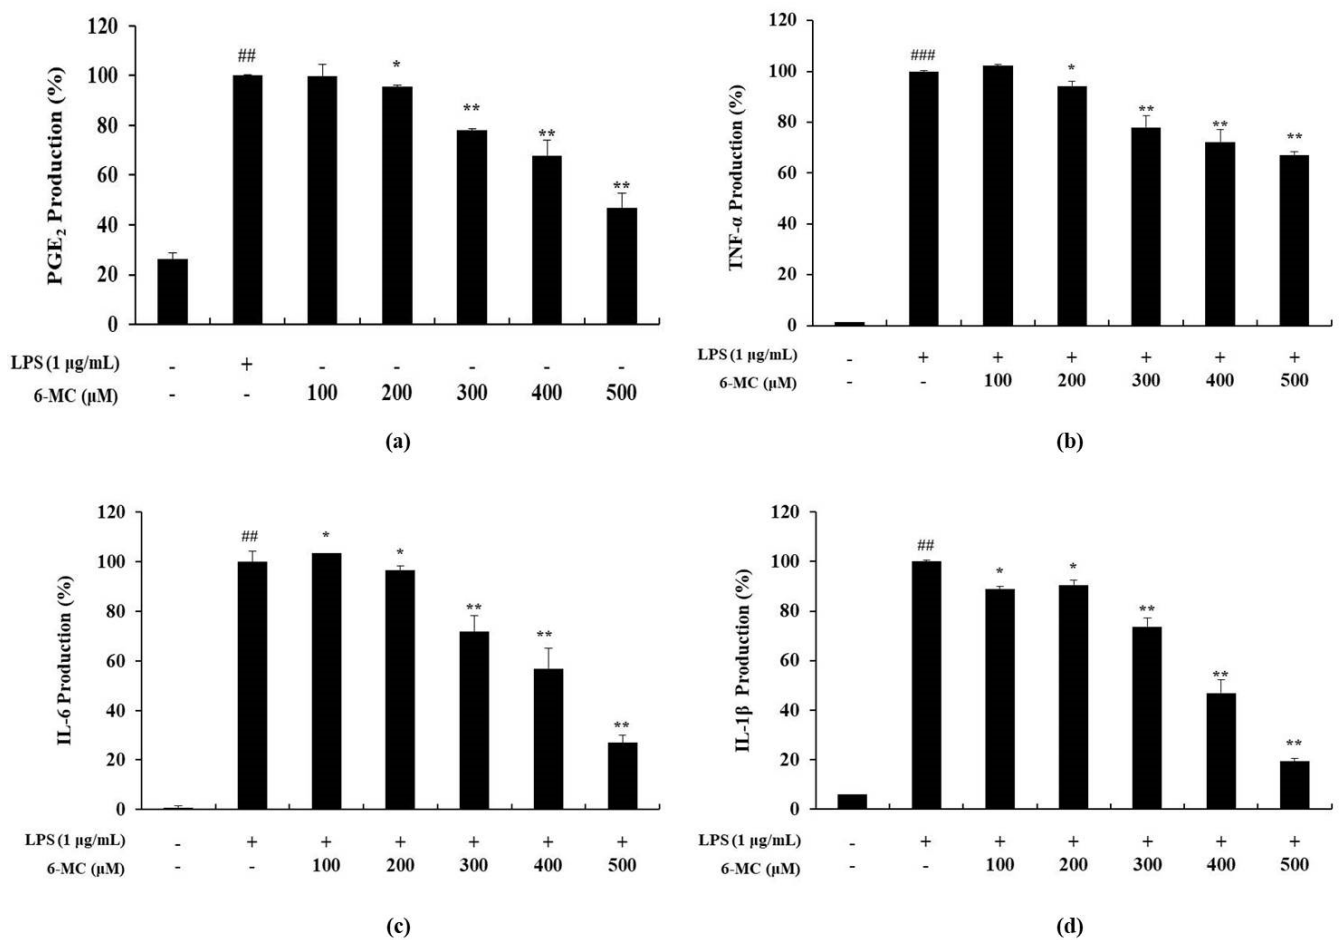 120
100
80
60
40
20
0
PGE₂ Production (%)
## * ** ** **
LPS (1 μg/mL) - + - - - - -
6-MC (μM) - - 100 200 300 400 500
(a)
120
100
80
60
40
20
0
TNF-α Production (%)
### * ** ** **
LPS (1 μg/mL) - + + + + + +
6-MC (μM) - - 100 200 300 400 500
(b)
120
100
80
60
40
20
0
IL-6 Production (%)
## * * ** ** **
LPS (1 μg/mL) - + + + + + +
6-MC (μM) - - 100 200 300 400 500
(c)
120
100
80
60
40
20
0
IL-1β Production (%)
## * * ** ** **
LPS (1 μg/mL) - + + + + + +
6-MC (μM) - - 100 200 300 400 500
(d)